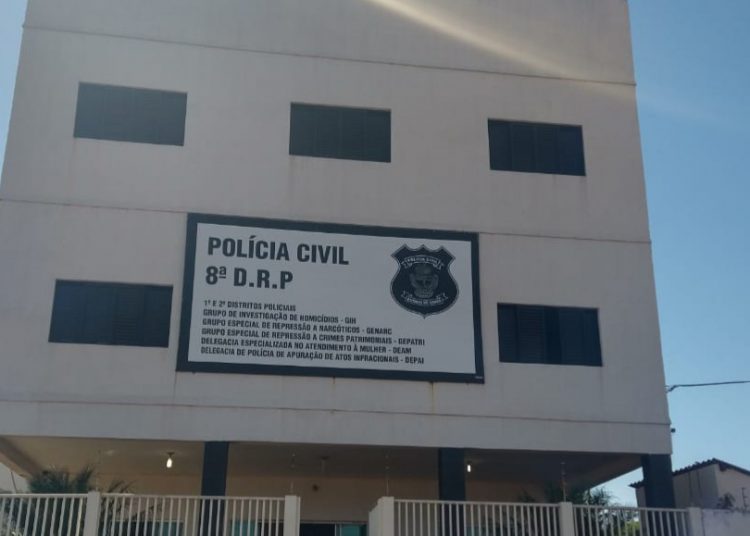 POLÍCIA CIVIL
8ª D.R.P
1º E 2º DISTRITOS POLICIAIS
GRUPO DE INVESTIGAÇÃO DE HOMICÍDIOS - GIH
GRUPO ESPECIAL DE REPRESSÃO A NARCÓTICOS - GENARC
GRUPO ESPECIAL DE REPRESSÃO A CRIMES PATRIMONIAIS - GEPATRI
DELEGACIA ESPECIALIZADA NO ATENDIMENTO À MULHER - DEAM
DELEGACIA DE POLÍCIA DE APURAÇÃO DE ATOS INFRACIONAIS - DEPAI
POLÍCIA CIVIL